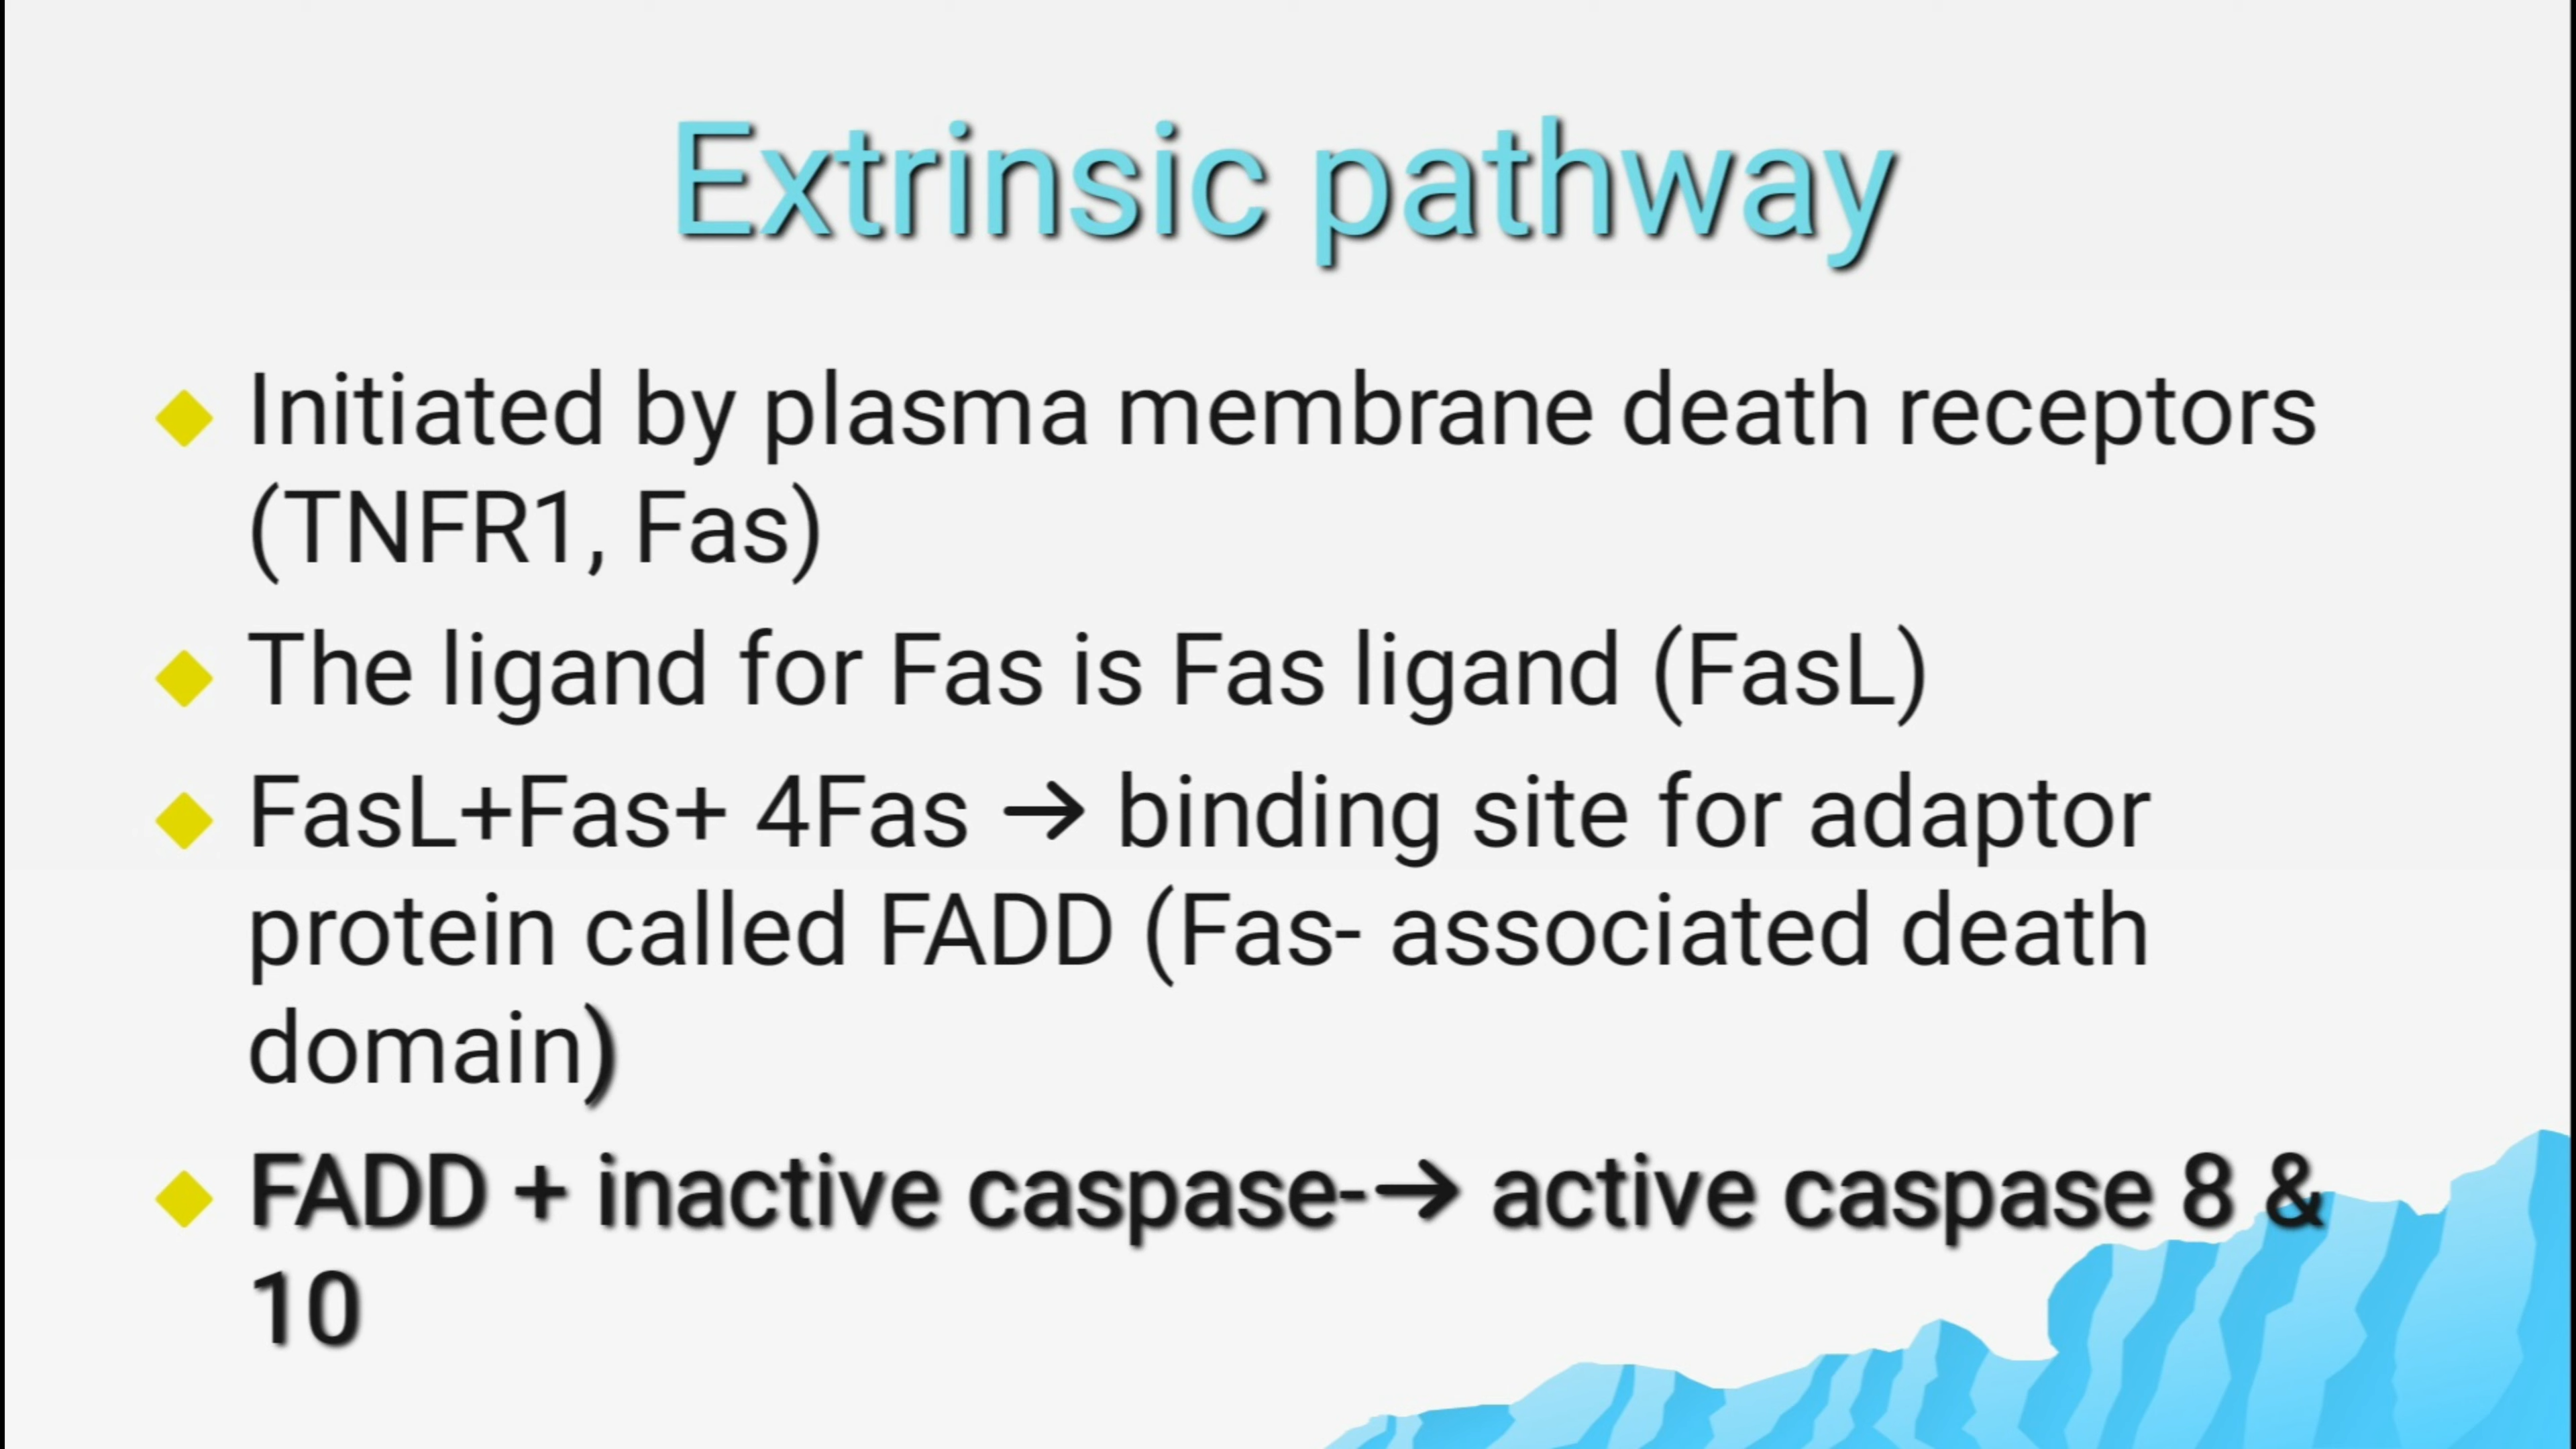 Extrinsic pathway
Initiated by plasma membrane death receptors
(TNFR1, Fas)
The ligand for Fas is Fas ligand (FasL)
FasL+Fas+ 4Fas → binding site for adaptor
protein called FADD (Fas- associated death
domain)
FADD + inactive caspase-→ active caspase 8 &
10